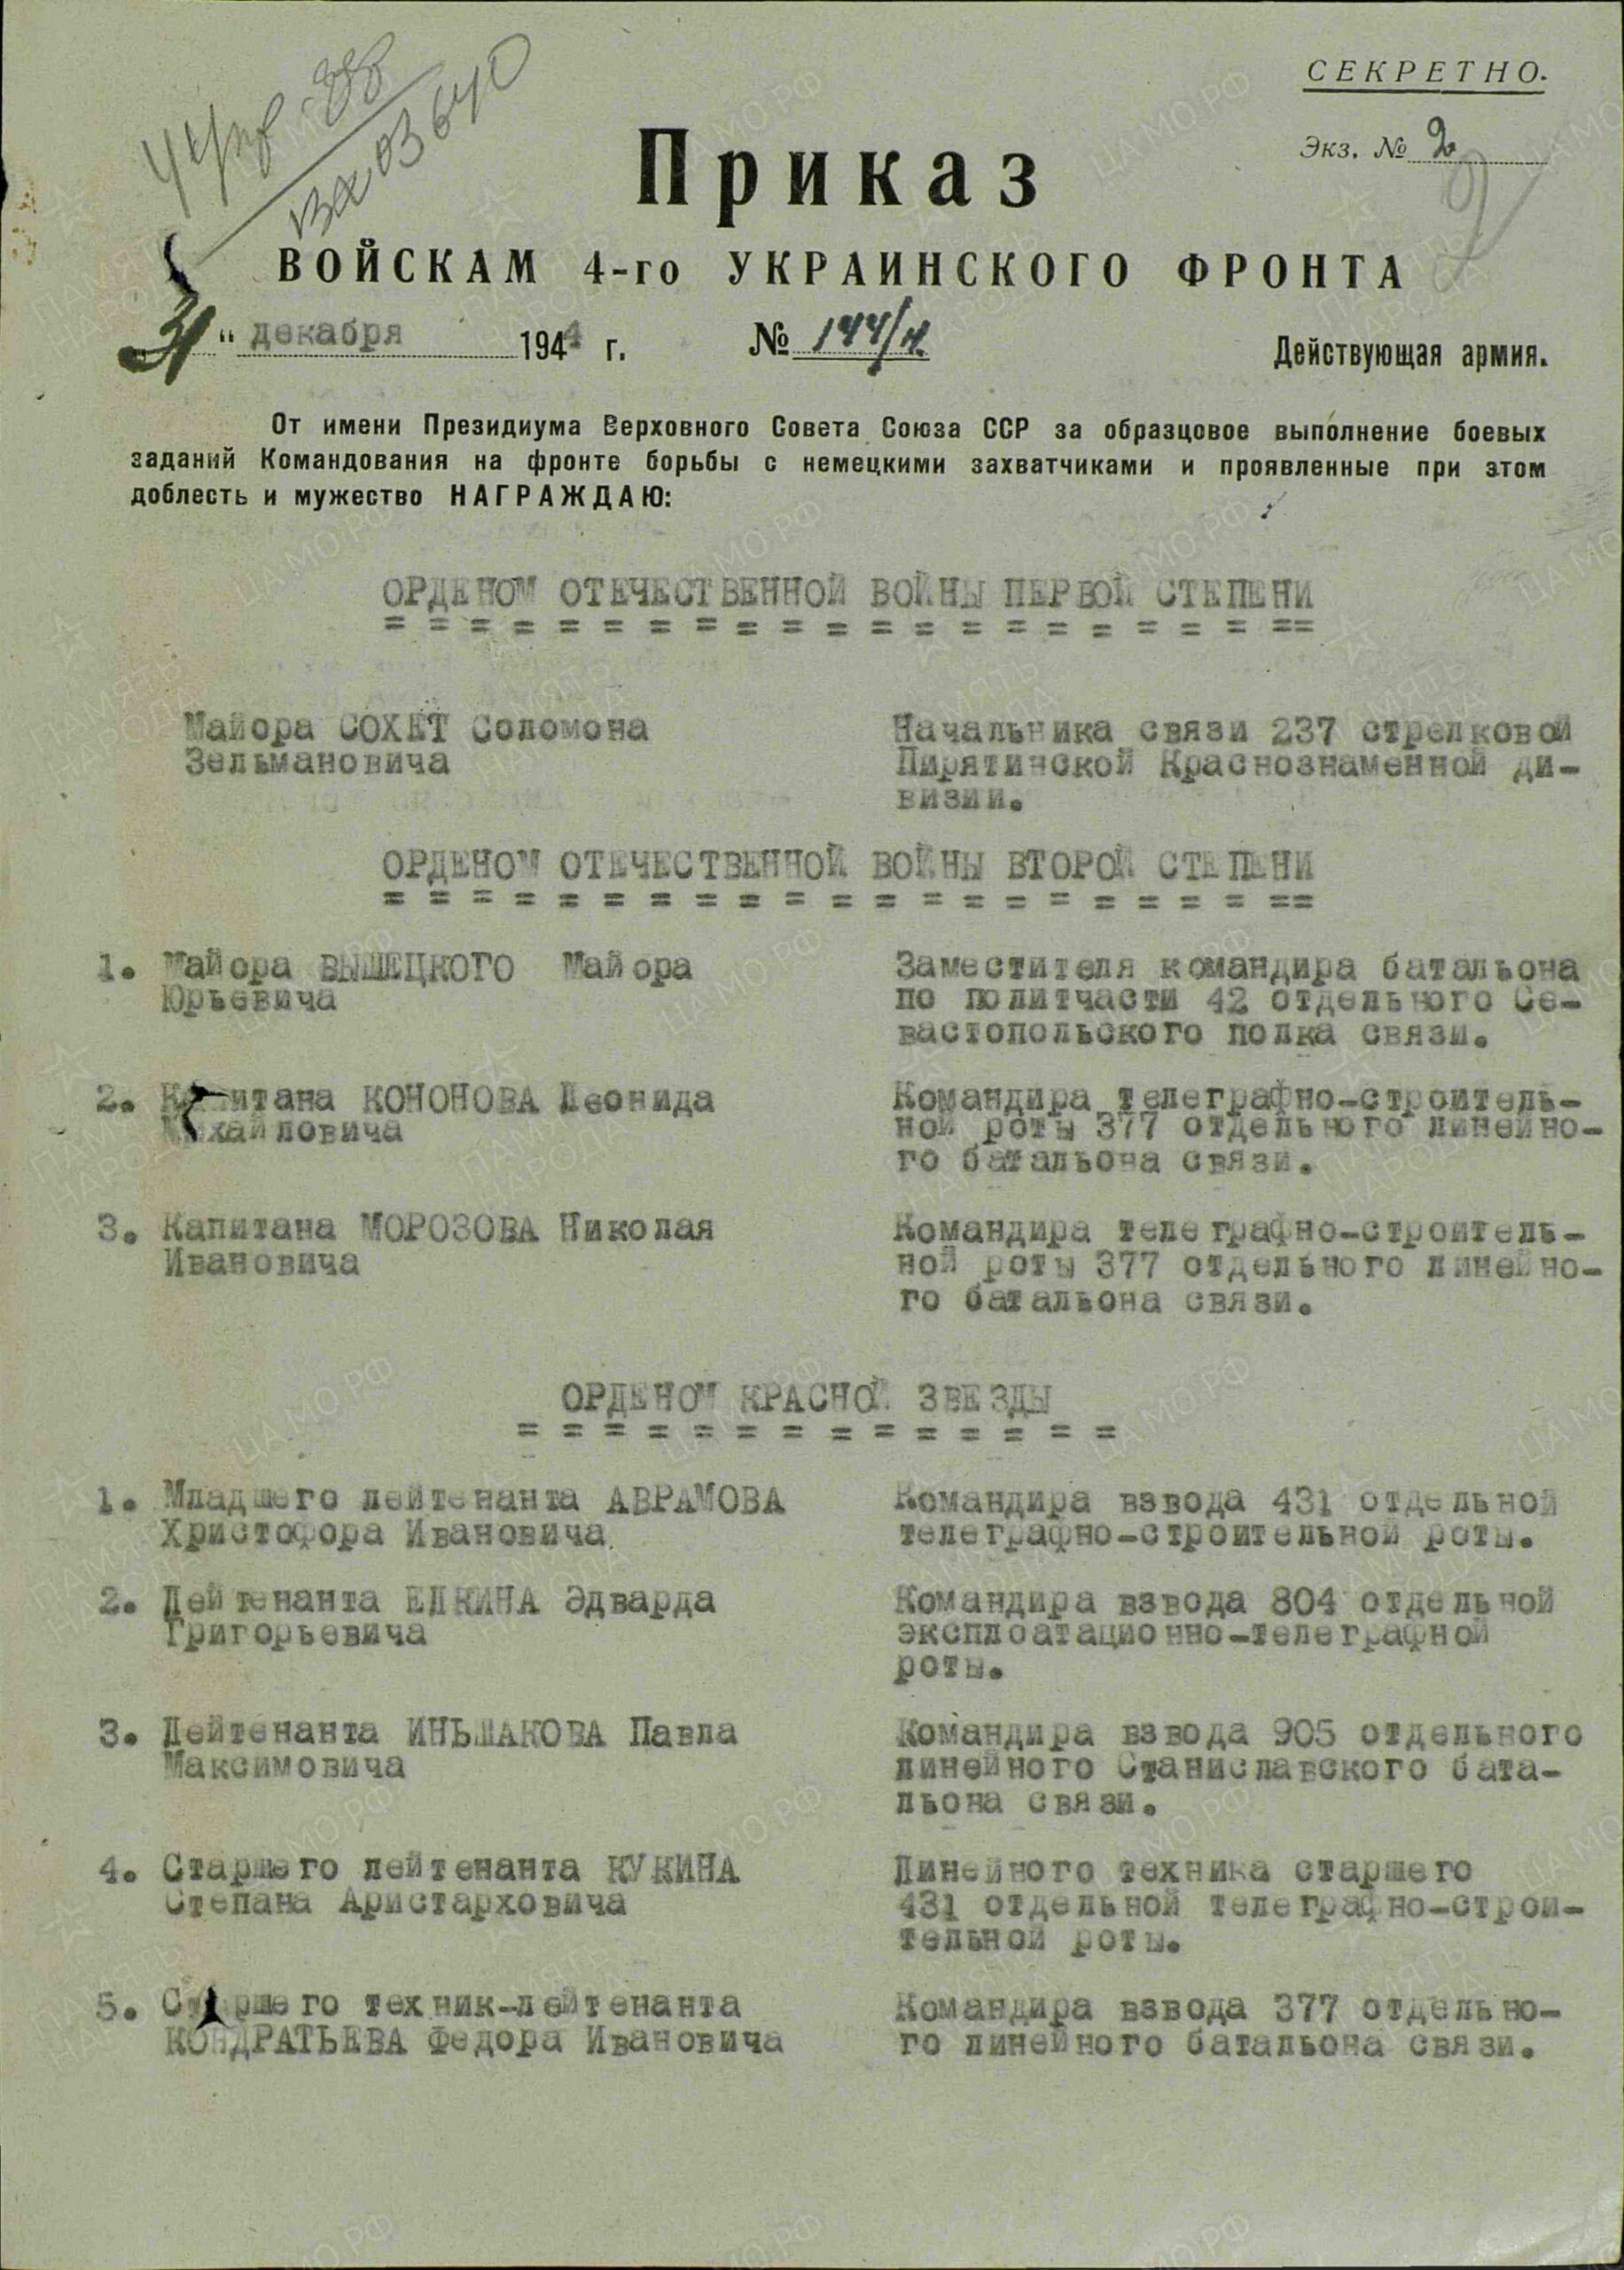 СЕКРЕТНО.
Экз. № 2
Приказ
ВОЙСКАМ 4-го УКРАИНСКОГО ФРОНТА
31 " декабря 1944 г. № 144/н Действующая армия.
От имени Президиума Верховного Совета Союза ССР за образцовое выполнение боевых
заданий Командования на фронте борьбы с немецкими захватчиками и проявленные при этом
доблесть и мужество НАГРАЖДАЮ:
ОРДЕНОМ ОТЕЧЕСТВЕННОЙ ВОЙНЫ ПЕРВОЙ СТЕПЕНИ
= = = = = = = = = = = = = = = = = = = = ==
Майора СОХЕТ Соломона
Зельмановича
Начальника связи 237 стрелковой
Пирятинской Краснознаменной ди-
визии.
ОРДЕНОМ ОТЕЧЕСТВЕННОЙ ВОЙНЫ ВТОРОЙ СТЕПЕНИ
= = = = = = = = = = = = = = = = = = = = ==
1. Майора ВЫШЕЦКОГО Майора
Юрьевича
Заместителя командира батальона
по политчасти 42 отдельного Се-
вастопольского полка связи.
2. Капитана КОНОНОВА Леонида
Михайловича
Командира телеграфно-строитель-
ной роты 377 отдельного линейно-
го батальона связи.
3. Капитана МОРОЗОВА Николая
Ивановича
Командира телеграфно-строитель-
ной роты 377 отдельного линейно-
го батальона связи.
ОРДЕНОМ КРАСНОЙ ЗВЕЗДЫ
= = = = = = = = = = = = = =
1. Младшего лейтенанта АВРАМОВА
Христофора Ивановича
Командира взвода 431 отдельной
телеграфно-строительной роты.
2. Лейтенанта ЕЛКИНА Эдварда
Григорьевича
Командира взвода 804 отдельной
эксплоатационно-телеграфной
роты.
3. Лейтенанта ИНЬШАКОВА Павла
Максимовича
Командира взвода 905 отдельного
линейного Станиславского бата-
льона связи.
4. Старшего лейтенанта КУКИНА
Степана Аристарховича
Линейного техника старшего
431 отдельной телеграфно-строи-
тельной роты.
5. Старшего техник-лейтенанта
КОНДРАТЬЕВА Федора Ивановича
Командира взвода 377 отдельно-
го линейного батальона связи.